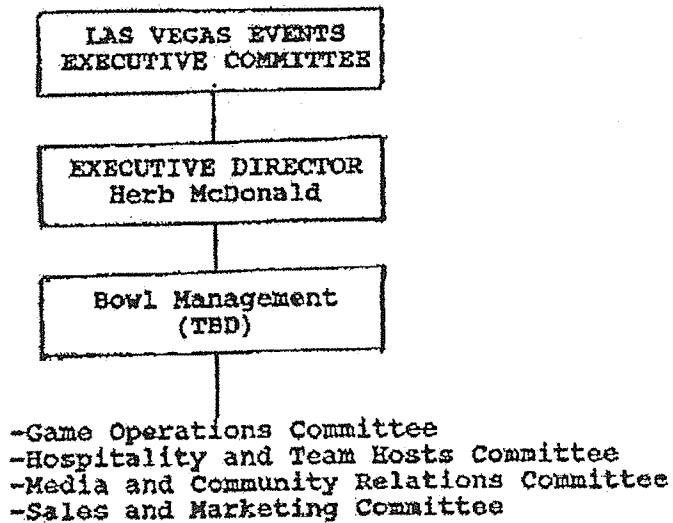 LAS VEGAS EVENTS
EXECUTIVE COMMITTEE
EXECUTIVE DIRECTOR
Herb McDonald
Bowl Management
(TBD)
-Game Operations Committee
-Hospitality and Team Hosts Committee
-Media and Community Relations Committee
-Sales and Marketing Committee